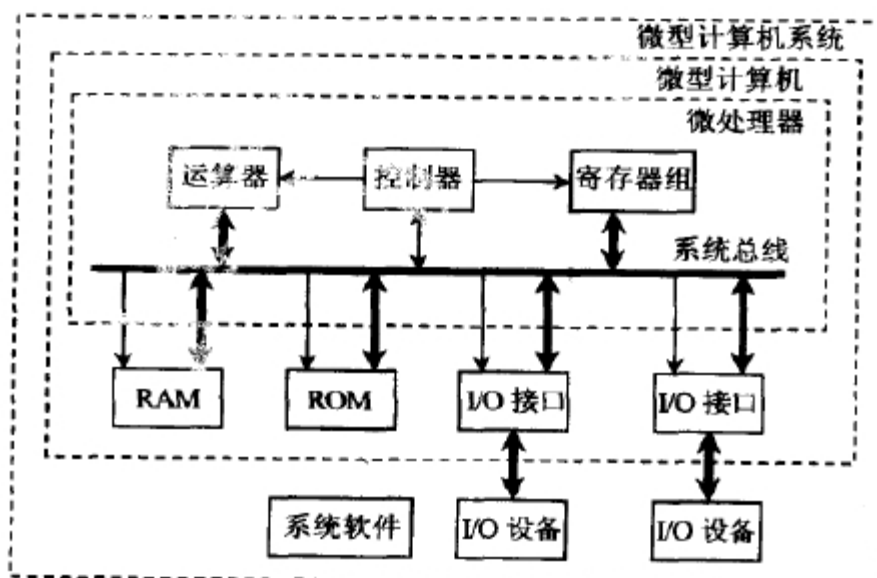 微型计算机系统
微型计算机
微处理器
运算器
控制器
寄存器组
系统总线
RAM
ROM
I/O 接口
I/O 接口
系统软件
I/O 设备
I/O 设备